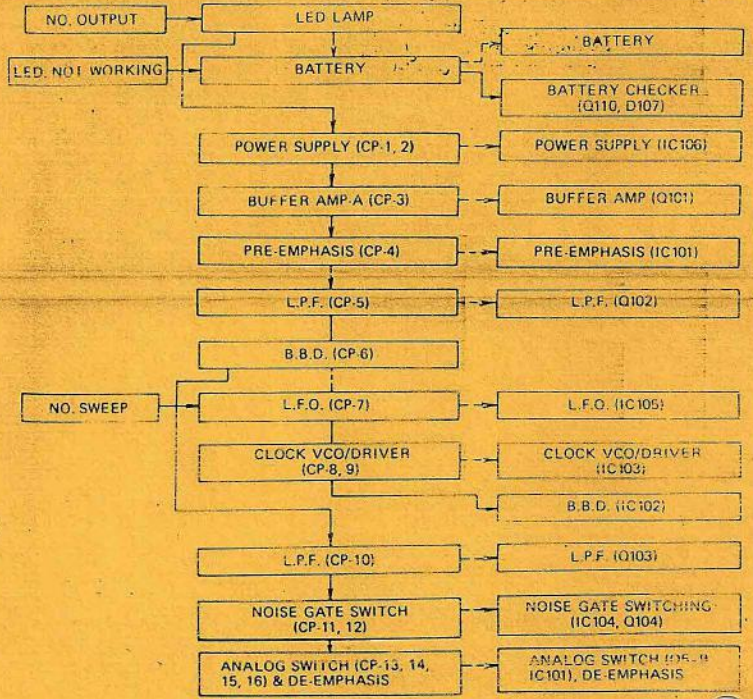 NO. OUTPUT
LED LAMP
LED. NOT WORKING
BATTERY
BATTERY
BATTERY CHECKER
(Q110, D107)
POWER SUPPLY (CP-1, 2)
POWER SUPPLY (IC106)
BUFFER AMP-A (CP-3)
BUFFER AMP (Q101)
PRE-EMPHASIS (CP-4)
PRE-EMPHASIS (IC101)
L.P.F. (CP-5)
L.P.F. (Q102)
B.B.D. (CP-6)
NO. SWEEP
L.F.O. (CP-7)
L.F.O. (IC105)
CLOCK VCO/DRIVER
(CP-8, 9)
CLOCK VCO/DRIVER
(IC103)
B.B.D. (IC102)
L.P.F. (CP-10)
L.P.F. (Q103)
NOISE GATE SWITCH
(CP-11, 12)
NOISE GATE SWITCHING
(IC104, Q104)
ANALOG SWITCH (CP-13, 14,
15, 16) & DE-EMPHASIS
ANALOG SWITCH
IC101), DE-EMPHASIS